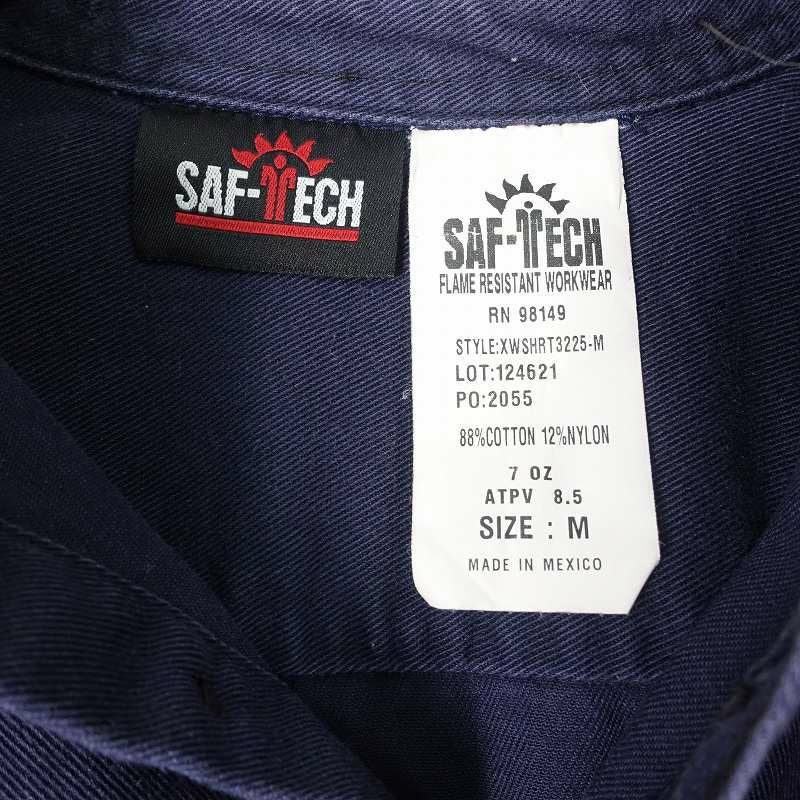 SAF-TECH
SAF-TECH
FLAME RESISTANT WORKWEAR
RN 98149
STYLE:XWSHRT3225-M
LOT:124621
PO:2055
88%COTTON 12%NYLON
7 OZ
ATPV 8.5
SIZE : M
MADE IN MEXICO